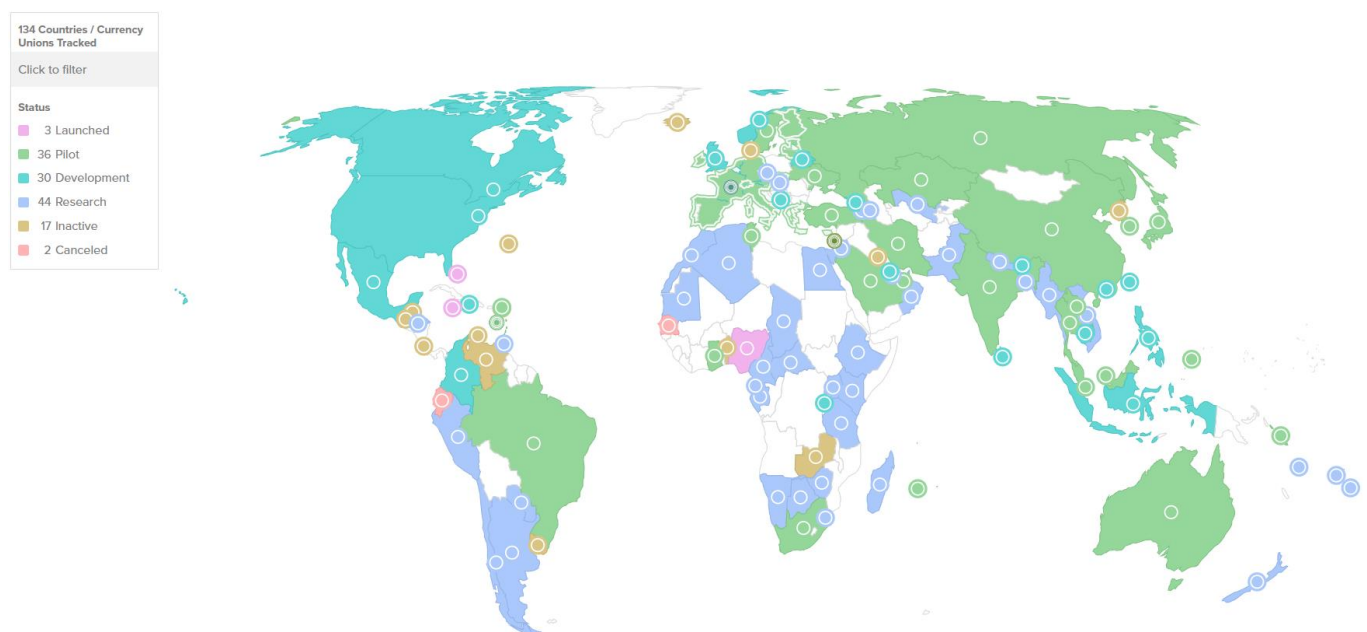 134 Countries / Currency
Unions Tracked
Click to filter
Status
3 Launched
36 Pilot
30 Development
44 Research
17 Inactive
2 Canceled